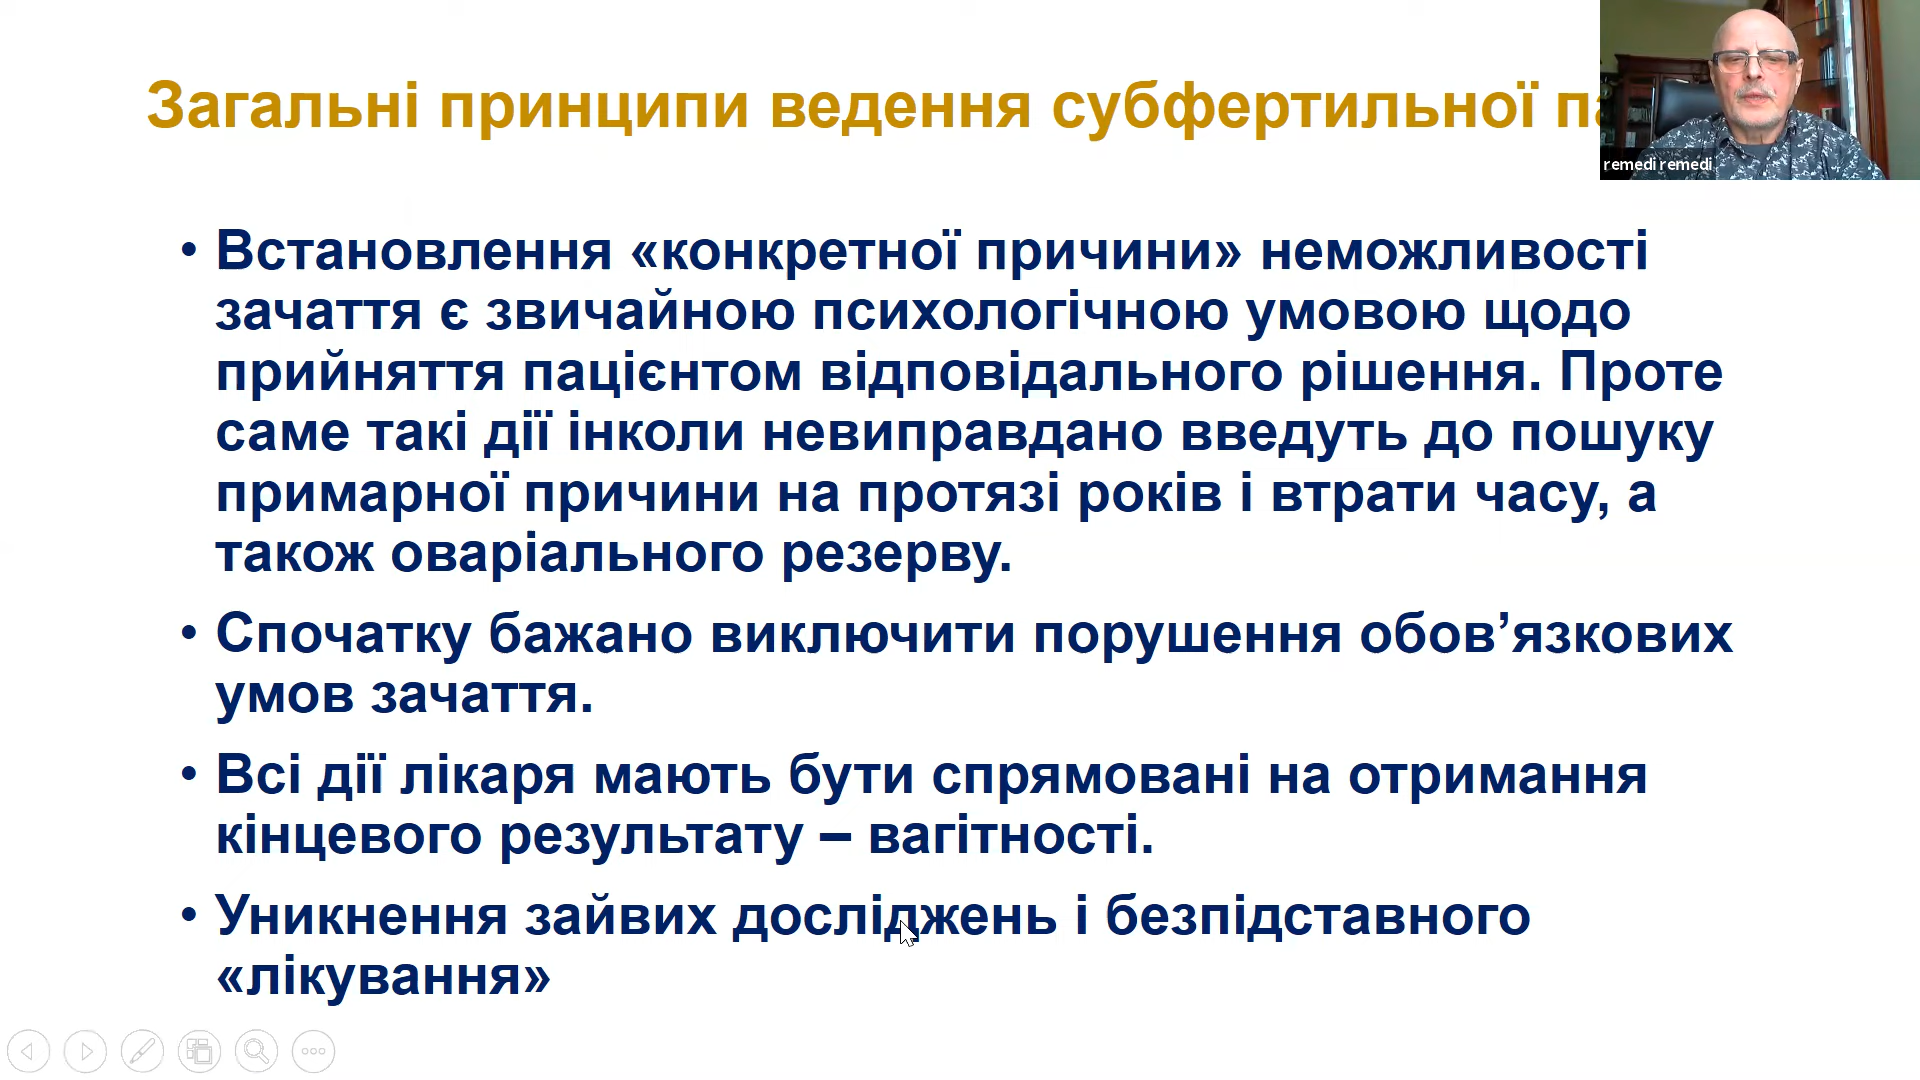 Загальні принципи ведення субфертильної
remedi remedi
• Встановлення «конкретної причини» неможливості
зачаття є звичайною психологічною умовою щодо
прийняття пацієнтом відповідального рішення. Проте
саме такі дії інколи невиправдано введуть до пошуку
примарної причини на протязі років і втрати часу, а
також оваріального резерву.
• Спочатку бажано виключити порушення обов’язкових
умов зачаття.
• Всі дії лікаря мають бути спрямовані на отримання
кінцевого результату – вагітності.
• Уникнення зайвих досліджень і безпідставного
«лікування»